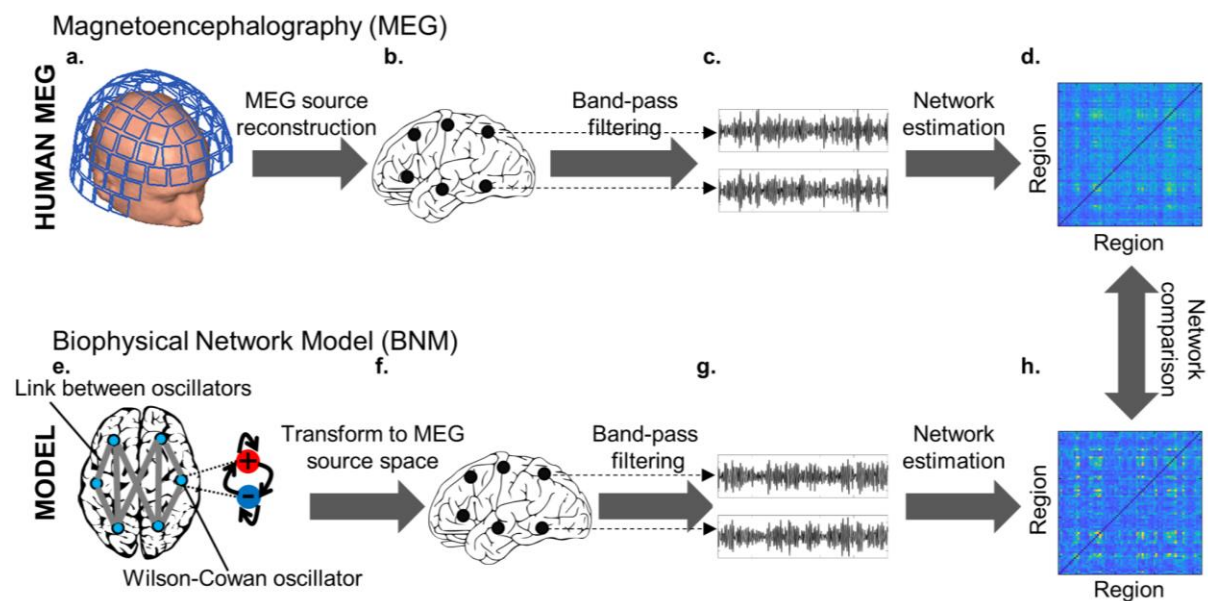 Magnetoencephalography (MEG)
HUMAN MEG
a.
MEG source
reconstruction
b.
Band-pass
filtering
c.
Network
estimation
d.
Region
Region
Network
comparison
Biophysical Network Model (BNM)
MODEL
e.
Link between oscillators
+
-
Wilson-Cowan oscillator
Transform to MEG
source space
f.
Band-pass
filtering
g.
Network
estimation
h.
Region
Region